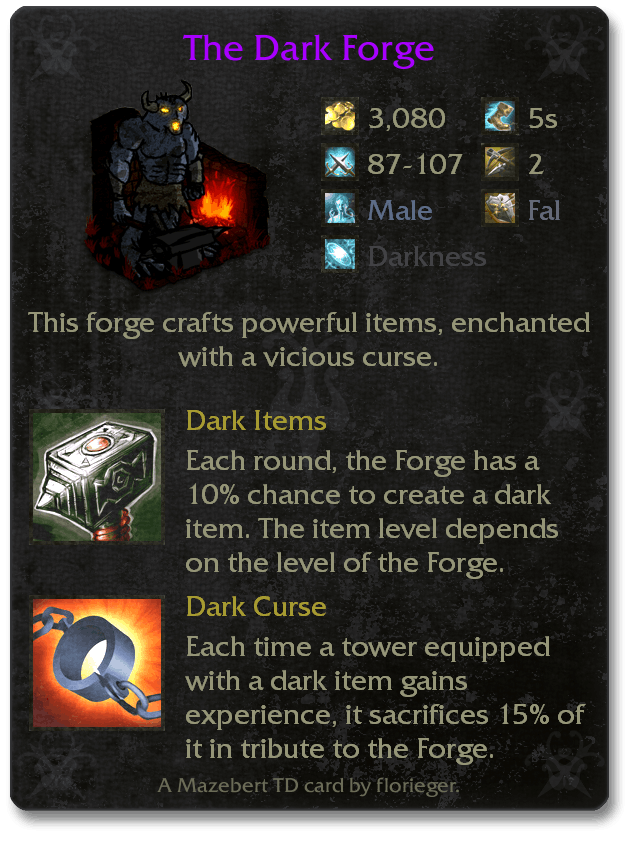 The Dark Forge
3,080 5s
87-107 2
Male Fal
Darkness
This forge crafts powerful items, enchanted
with a vicious curse.
Dark Items
Each round, the Forge has a
10% chance to create a dark
item. The item level depends
on the level of the Forge.
Dark Curse
Each time a tower equipped
with a dark item gains
experience, it sacrifices 15% of
it in tribute to the Forge.
A Mazebert TD card by florieger.